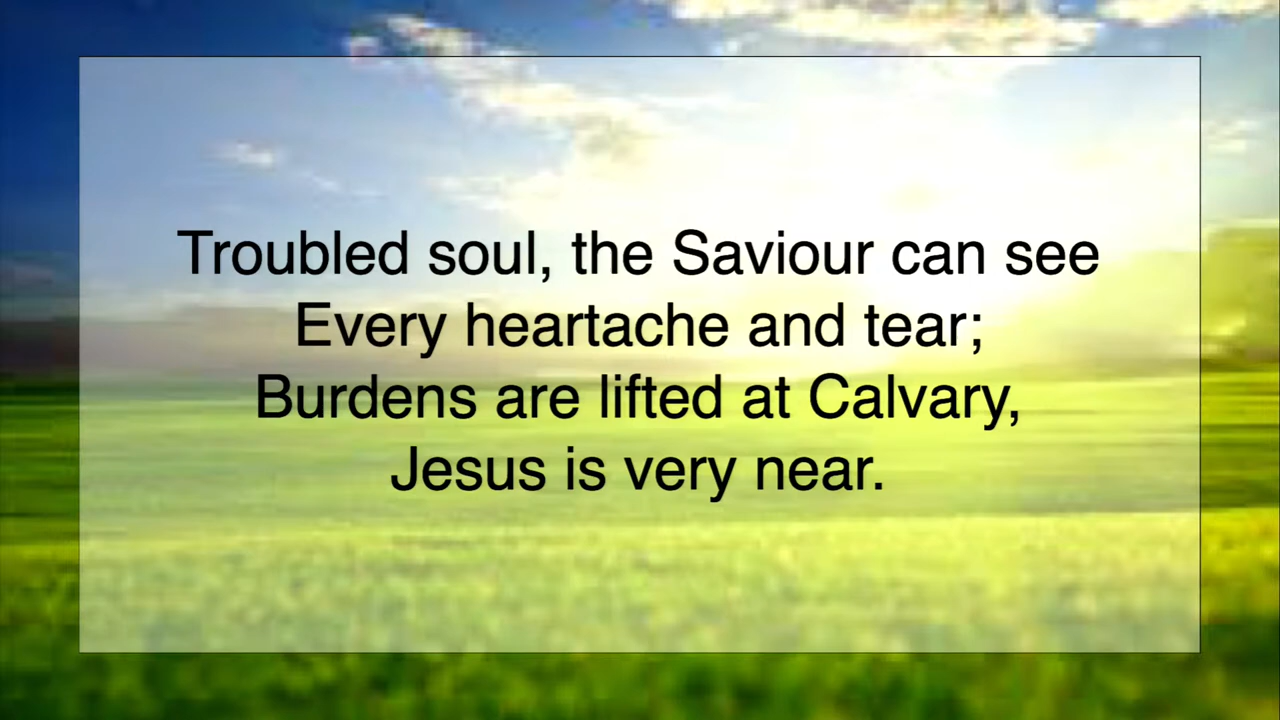 Troubled soul, the Saviour can see
Every heartache and tear;
Burdens are lifted at Calvary,
Jesus is very near.